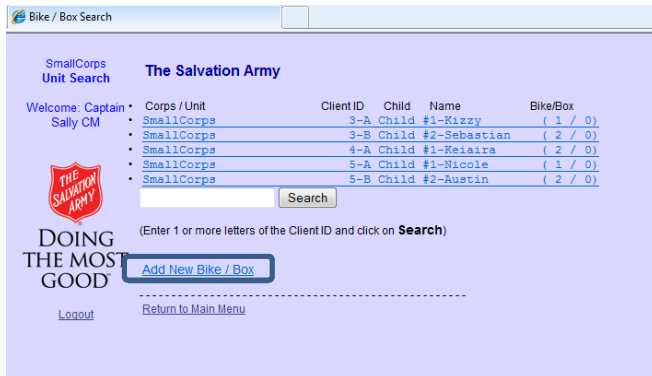 Bike / Box Search
SmallCorps
Unit Search
Welcome: Captain
Sally CM
THE
SALVATION
ARMY
DOING
THE MOST
GOOD
Logout
The Salvation Army
Corps / Unit Client ID Child Name Bike/Box
SmallCorps 3-A Child #1-Kizzy ( 1 / 0)
SmallCorps 3-B Child #2-Sebastian ( 2 / 0)
SmallCorps 4-A Child #1-Keiaira ( 2 / 0)
SmallCorps 5-A Child #1-Nicole ( 1 / 0)
SmallCorps 5-B Child #2-Austin ( 2 / 0)
Search
(Enter 1 or more letters of the Client ID and click on Search)
Add New Bike / Box
Return to Main Menu